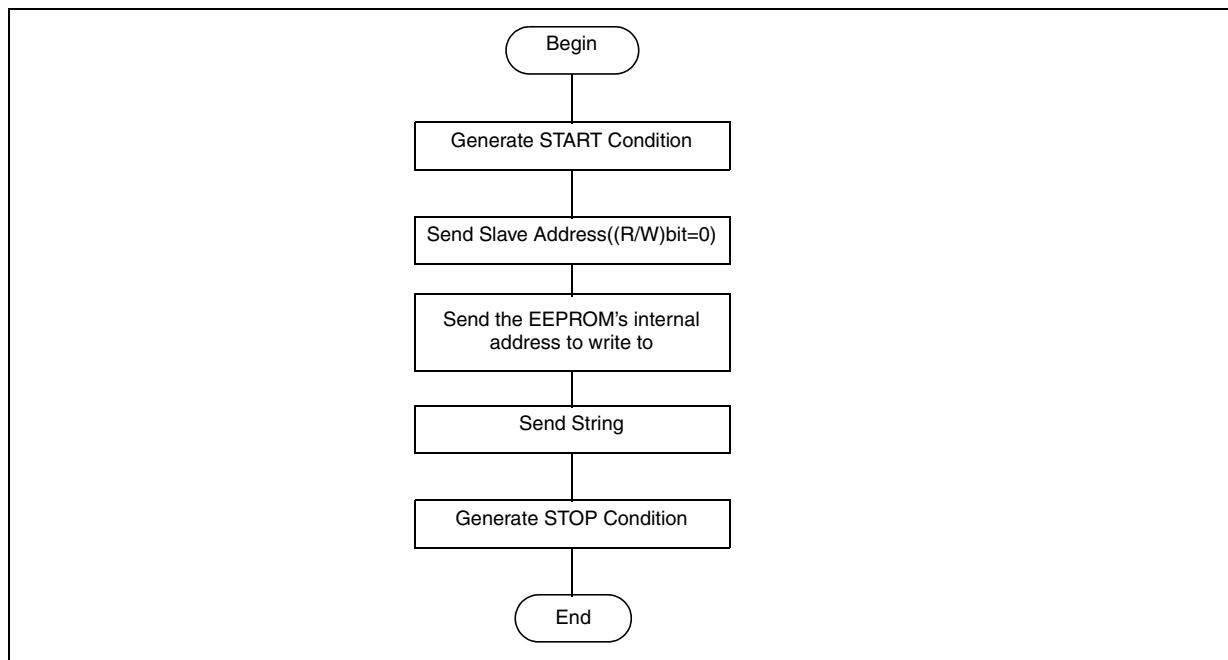 Begin
Generate START Condition
Send Slave Address((R/W)bit=0)
Send the EEPROM's internal
address to write to
Send String
Generate STOP Condition
End